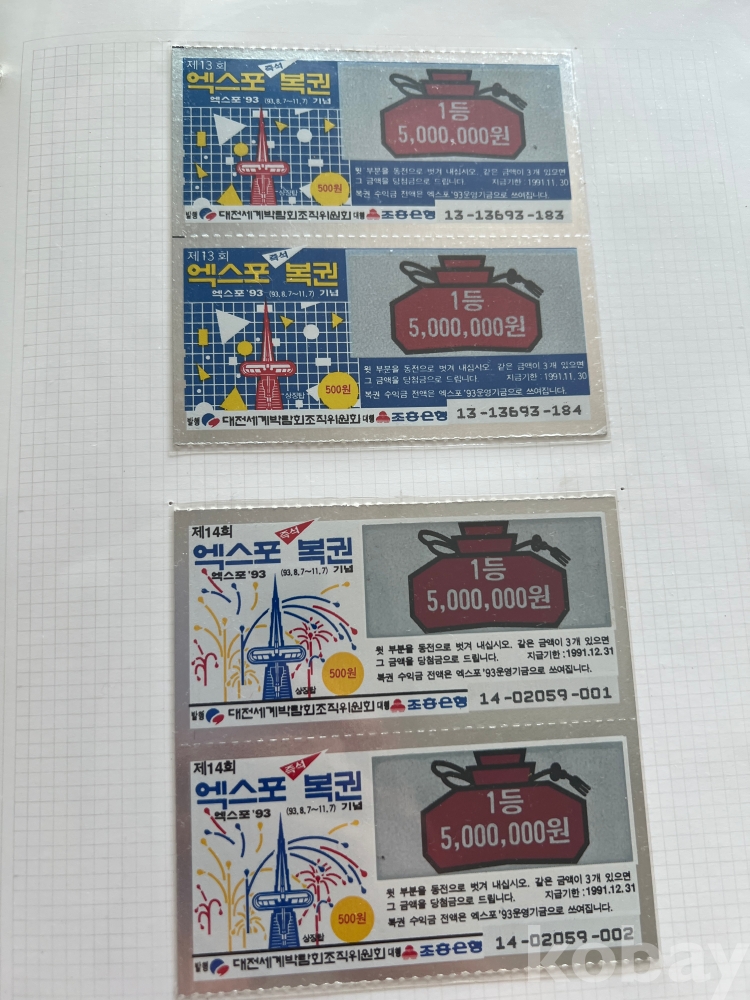 제13회
즉석
엑스포 복권
엑스포'93 (93.8.7~11.7) 기념
상징탑
500원
1등
5,000,000원
윗 부분을 동전으로 벗겨 내십시오. 같은 금액이 3개 있으면
그 금액을 당첨금으로 드립니다. 지급기한 : 1991.11.30
복권 수익금 전액은 엑스포'93운영기금으로 쓰여집니다.
발행 대전세계박람회조직위원회 대행 조흥은행 13-13693-183
제13회
즉석
엑스포 복권
엑스포'93 (93.8.7~11.7) 기념
상징탑
500원
1등
5,000,000원
윗 부분을 동전으로 벗겨 내십시오. 같은 금액이 3개 있으면
그 금액을 당첨금으로 드립니다. 지급기한 : 1991.11.30
복권 수익금 전액은 엑스포'93운영기금으로 쓰여집니다.
발행 대전세계박람회조직위원회 대행 조흥은행 13-13693-184
제14회
즉석
엑스포 복권
엑스포'93 (93.8.7~11.7) 기념
상징탑
500원
1등
5,000,000원
윗 부분을 동전으로 벗겨 내십시오. 같은 금액이 3개 있으면
그 금액을 당첨금으로 드립니다. 지급기한 : 1991.12.31
복권 수익금 전액은 엑스포'93운영기금으로 쓰여집니다.
발행 대전세계박람회조직위원회 대행 조흥은행 14-02059-001
제14회
즉석
엑스포 복권
엑스포'93 (93.8.7~11.7) 기념
상징탑
500원
1등
5,000,000원
윗 부분을 동전으로 벗겨 내십시오. 같은 금액이 3개 있으면
그 금액을 당첨금으로 드립니다. 지급기한 : 1991.12.31
복권 수익금 전액은 엑스포'93운영기금으로 쓰여집니다.
발행 대전세계박람회조직위원회 대행 조흥은행 14-02059-002
kobay